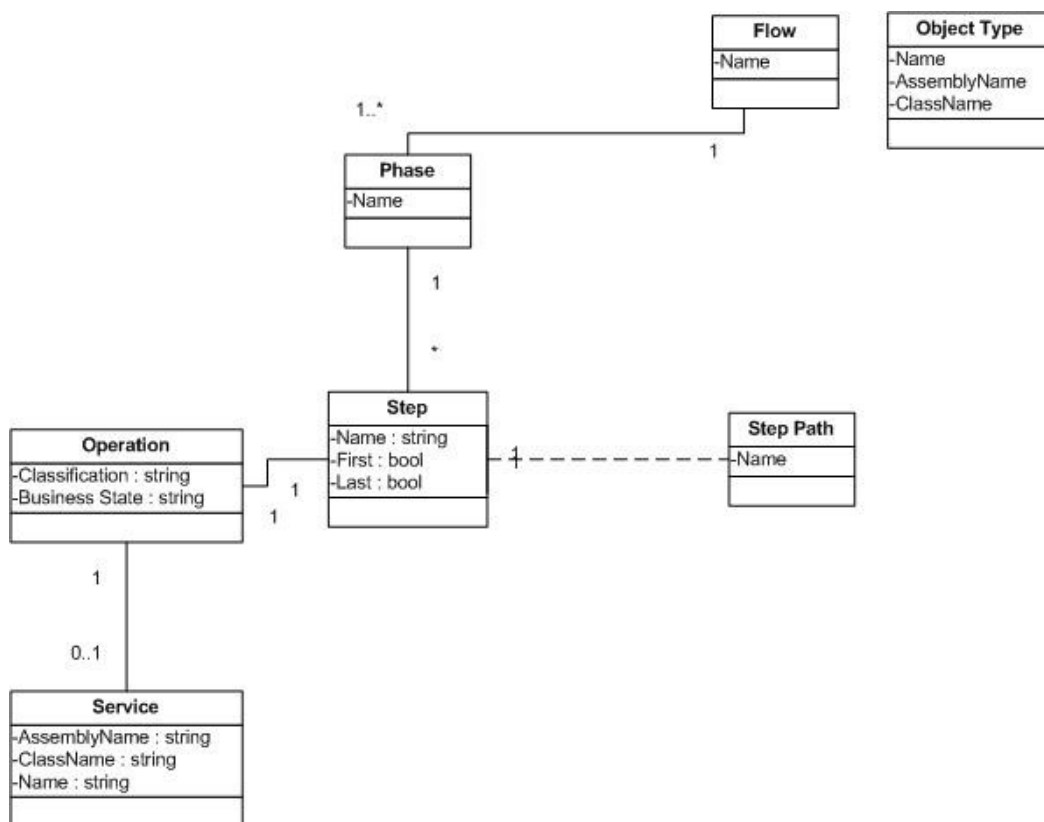 Flow
-Name
Object Type
-Name
-AssemblyName
-ClassName
1..*
1
Phase
-Name
1
*
Step
-Name : string
-First : bool
-Last : bool
1
Step Path
-Name
Operation
-Classification : string
-Business State : string
1
1
1
0..1
Service
-AssemblyName : string
-ClassName : string
-Name : string